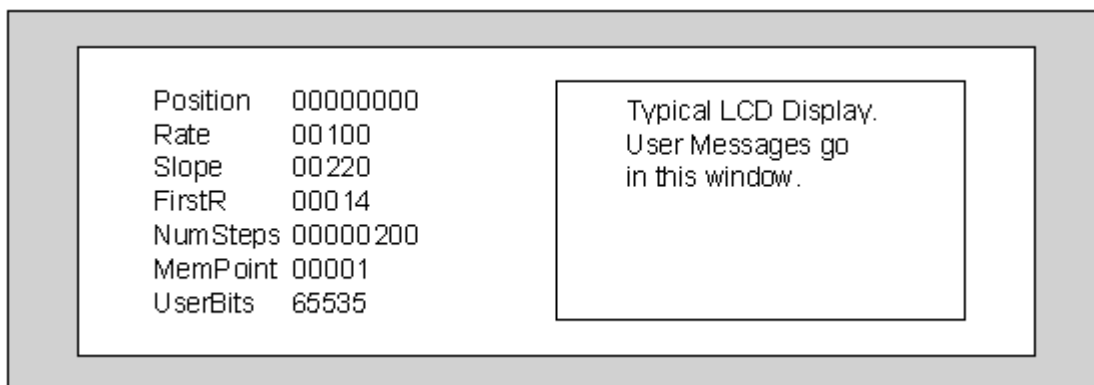 Position 00000000
Rate 00100
Slope 00220
FirstR 00014
NumSteps 00000200
MemPoint 00001
UserBits 65535
Typical LCD Display.
User Messages go
in this window.